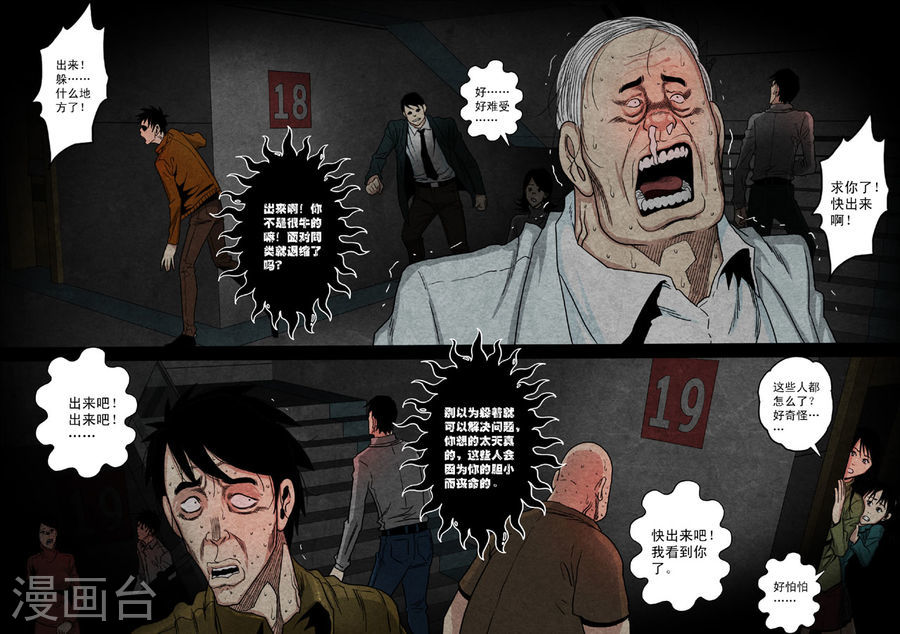 出来!
躲……
什么地
方了!
18
好……
好难受
……
出来啊!你
不是很牛的
嘛!面对同
类就退缩了
吗?
求你了!
快出来
啊!
出来吧!
出来吧!
……
别以为躲着就
可以解决问题,
你想的太天真
的,这些人会
因为你的胆小
而丧命的。
19
这些人都
怎么了?
好奇怪…
…
19
快出来吧!
我看到你
了。
好怕怕
……
漫画台